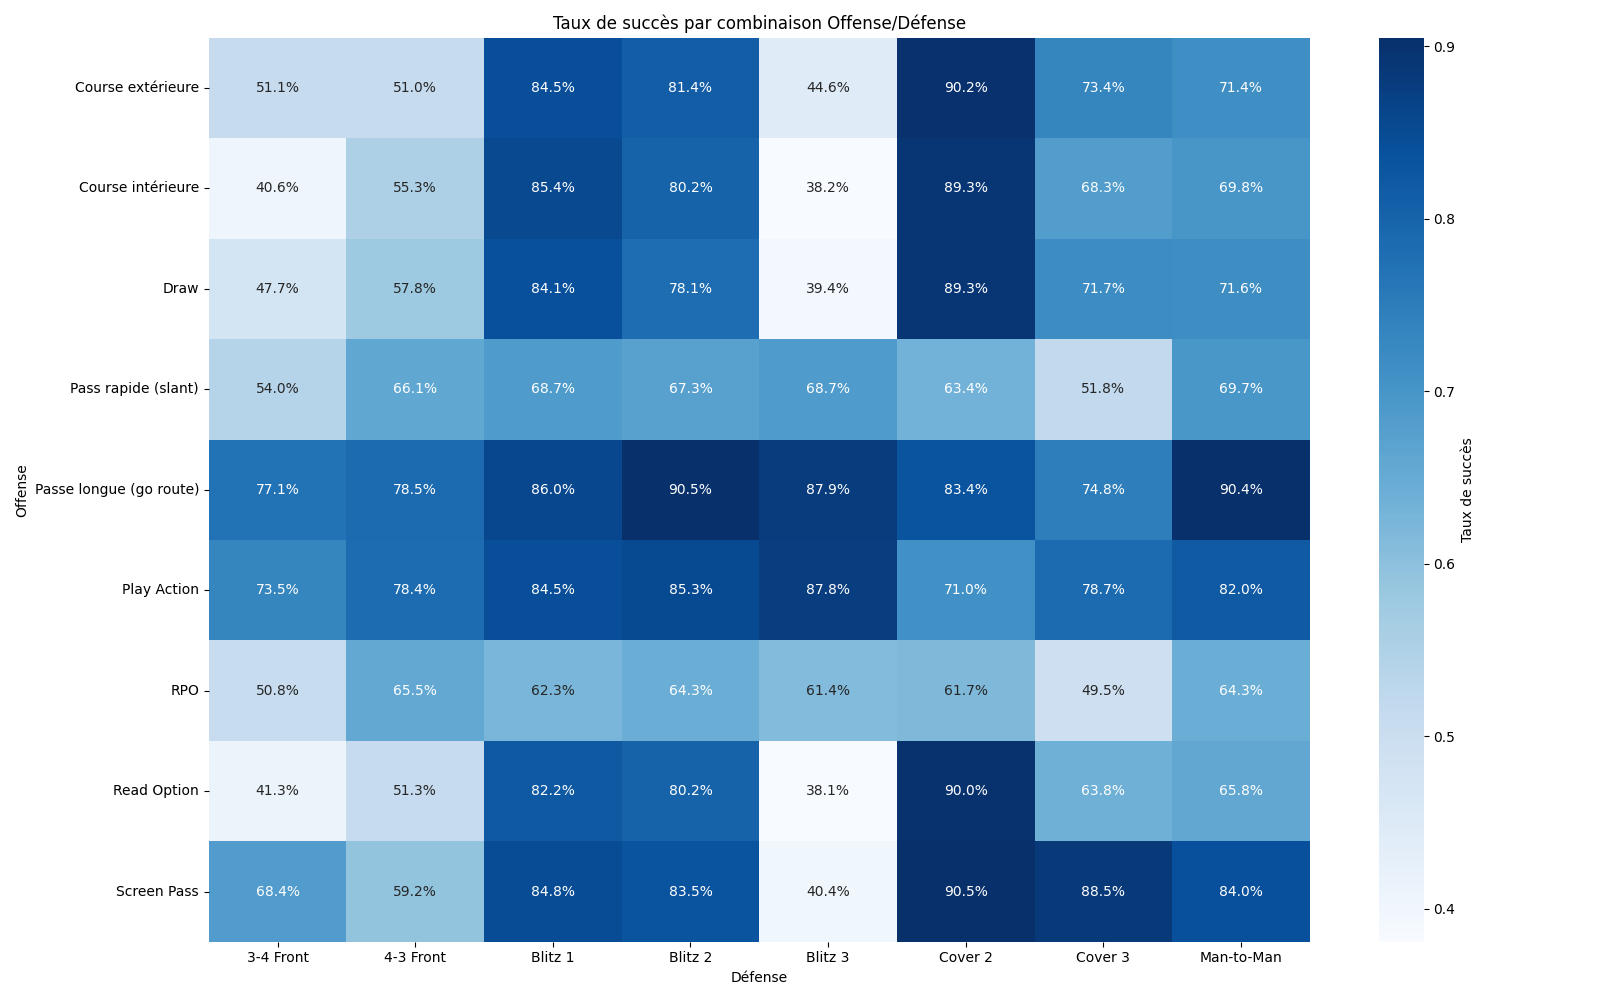 Taux de succès par combinaison Offense/Défense
Offense
Course extérieure 51.1% 51.0% 84.5% 81.4% 44.6% 90.2% 73.4% 71.4%
Course intérieure 40.6% 55.3% 85.4% 80.2% 38.2% 89.3% 68.3% 69.8%
Draw 47.7% 57.8% 84.1% 78.1% 39.4% 89.3% 71.7% 71.6%
Pass rapide (slant) 54.0% 66.1% 68.7% 67.3% 68.7% 63.4% 51.8% 69.7%
Passe longue (go route) 77.1% 78.5% 86.0% 90.5% 87.9% 83.4% 74.8% 90.4%
Play Action 73.5% 78.4% 84.5% 85.3% 87.8% 71.0% 78.7% 82.0%
RPO 50.8% 65.5% 62.3% 64.3% 61.4% 61.7% 49.5% 64.3%
Read Option 41.3% 51.3% 82.2% 80.2% 38.1% 90.0% 63.8% 65.8%
Screen Pass 68.4% 59.2% 84.8% 83.5% 40.4% 90.5% 88.5% 84.0%
3-4 Front 4-3 Front Blitz 1 Blitz 2 Blitz 3 Cover 2 Cover 3 Man-to-Man
Défense
0.9
0.8
0.7
0.6
0.5
0.4
Taux de succès